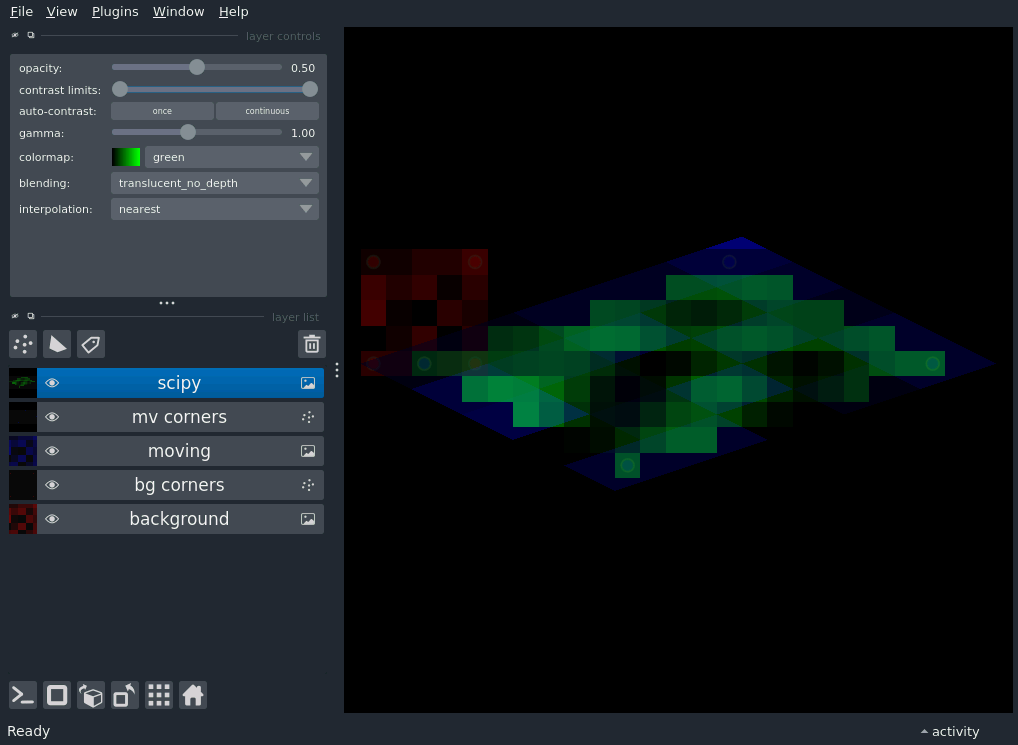 File View Plugins Window Help
layer controls
opacity: 0.50
contrast limits:
auto-contrast: once continuous
gamma: 1.00
colormap: green
blending: translucent_no_depth
interpolation: nearest
layer list
scipy
mv corners
moving
bg corners
background
Ready activity